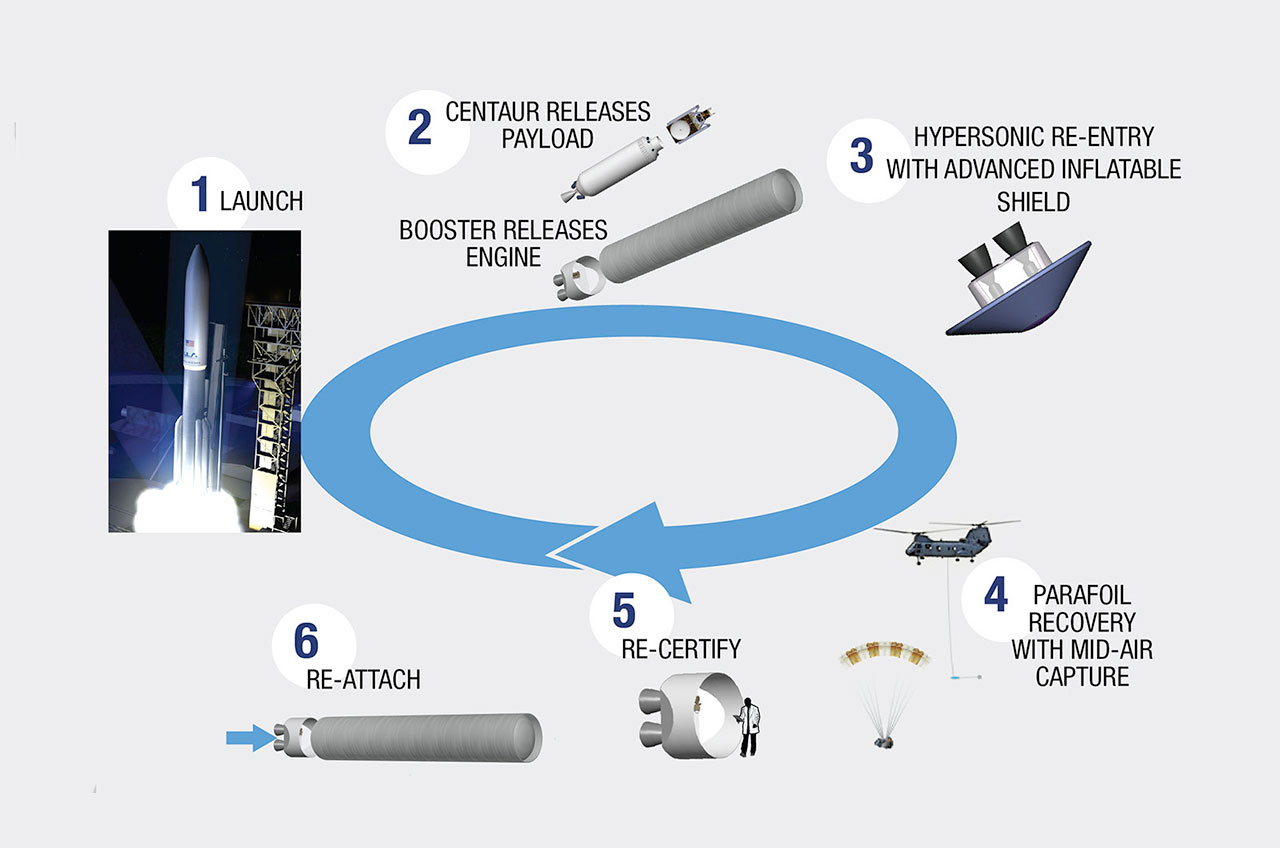 1 LAUNCH
2 CENTAUR RELEASES
PAYLOAD
BOOSTER RELEASES
ENGINE
3 HYPERSONIC RE-ENTRY
WITH ADVANCED INFLATABLE
SHIELD
4 PARAFOIL
RECOVERY
WITH MID-AIR
CAPTURE
5
RE-CERTIFY
6
RE-ATTACH